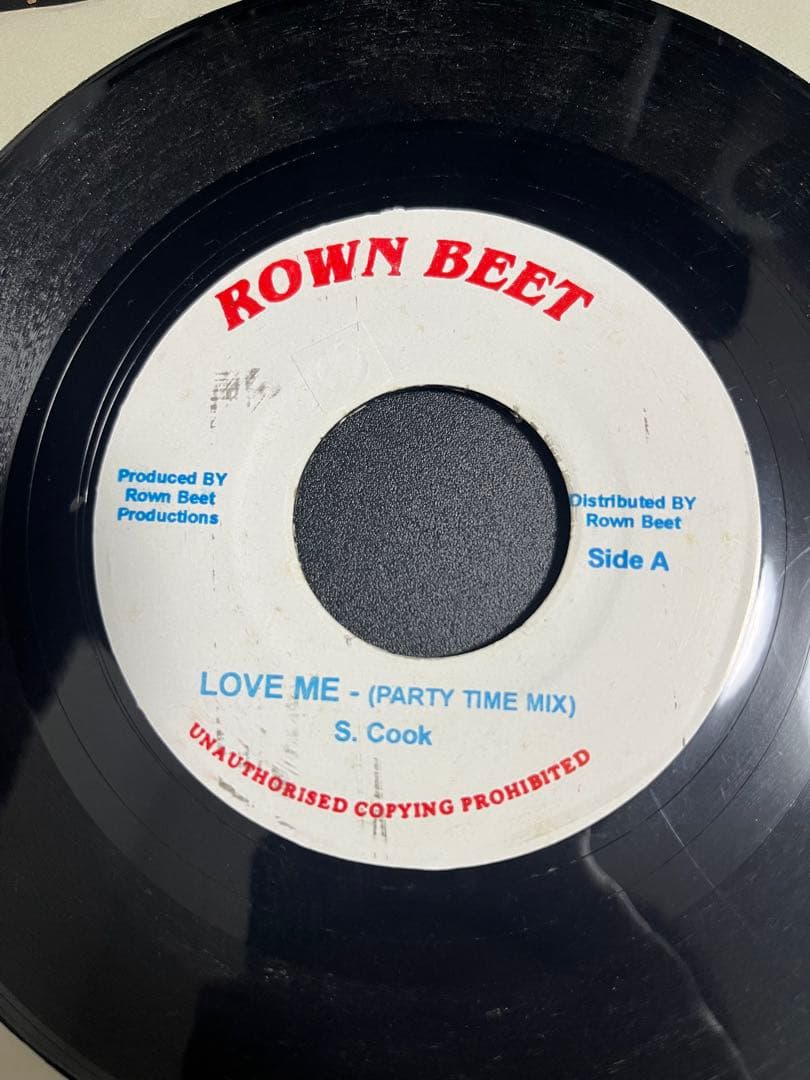 ROWN BEET
Produced BY
Rown Beet
Productions
Distributed BY
Rown Beet
Side A
LOVE ME - (PARTY TIME MIX)
S. Cook
UNAUTHORISED COPYING PROHIBITED